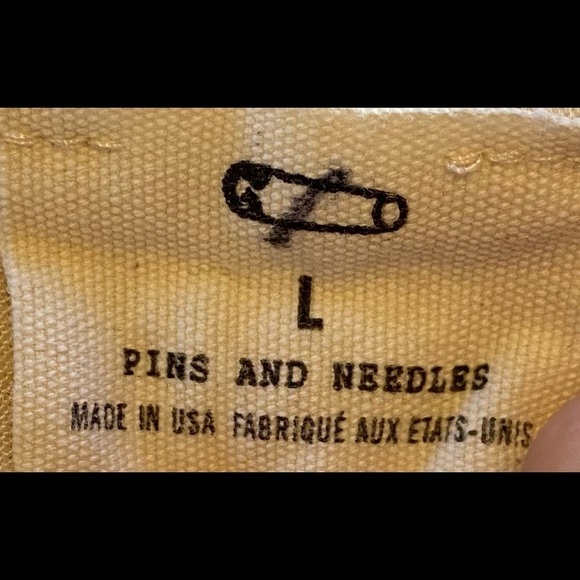 L
PINS AND NEEDLES
MADE IN USA FABRIQUÉ AUX ETATS-UNIS